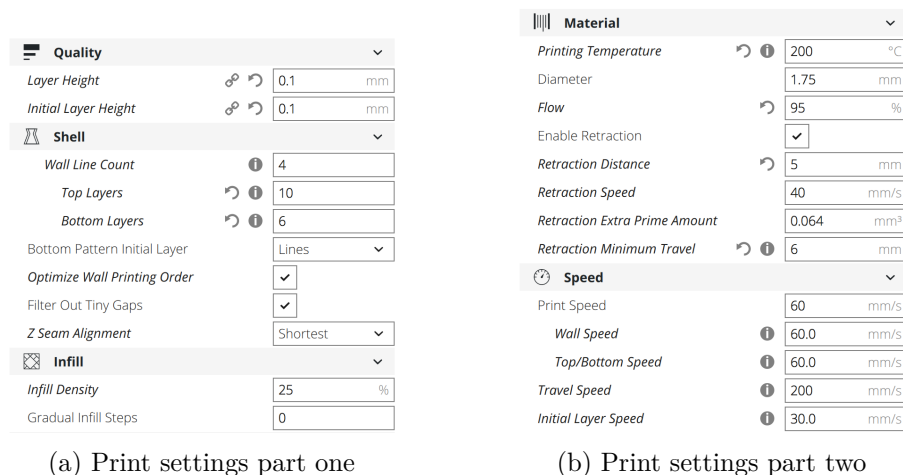 Quality
Layer Height 0.1 mm
Initial Layer Height 0.1 mm
Shell
Wall Line Count 4
Top Layers 10
Bottom Layers 6
Bottom Pattern Initial Layer Lines
Optimize Wall Printing Order
Filter Out Tiny Gaps
Z Seam Alignment Shortest
Infill
Infill Density 25 %
Gradual Infill Steps 0
(a) Print settings part one
Material
Printing Temperature 200 °C
Diameter 1.75 mm
Flow 95 %
Enable Retraction
Retraction Distance 5 mm
Retraction Speed 40 mm/s
Retraction Extra Prime Amount 0.064 mm³
Retraction Minimum Travel 6 mm
Speed
Print Speed 60 mm/s
Wall Speed 60.0 mm/s
Top/Bottom Speed 60.0 mm/s
Travel Speed 200 mm/s
Initial Layer Speed 30.0 mm/s
(b) Print settings part two